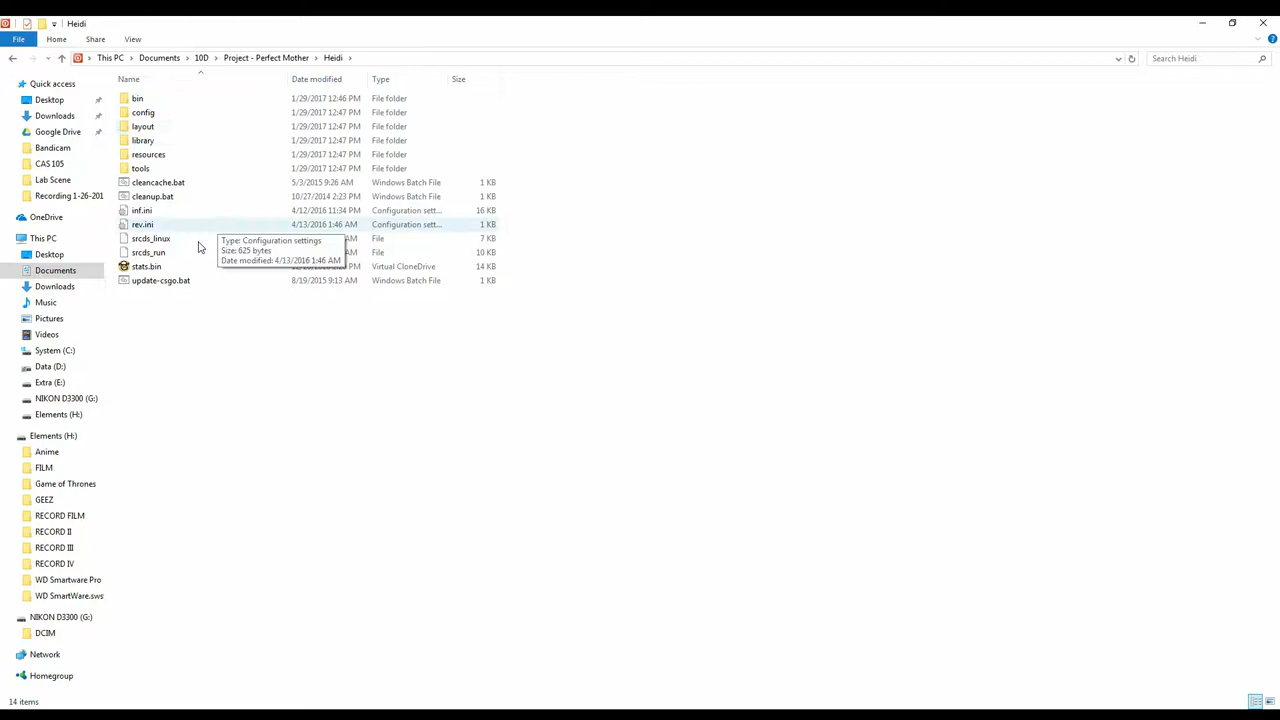 Heidi
File Home Share View
This PC Documents 10D Project - Perfect Mother Heidi Search Heidi
Name Date modified Type Size
Quick access
Desktop
Downloads
Google Drive
Bandicam
CAS 105
Lab Scene
Recording 1-26-201
OneDrive
This PC
Desktop
Documents
Downloads
Music
Pictures
Videos
System (C:)
Data (D:)
Extra (E:)
NIKON D3300 (G:)
Elements (H:)
Elements (H:)
Anime
FILM
Game of Thrones
GEEZ
RECORD FILM
RECORD II
RECORD III
RECORD IV
WD Smartware Pro
WD SmartWare.sws
NIKON D3300 (G:)
DCIM
Network
Homegroup
bin 1/29/2017 12:46 PM File folder
config 1/29/2017 12:47 PM File folder
layout 1/29/2017 12:47 PM File folder
library 1/29/2017 12:47 PM File folder
resources 1/29/2017 12:47 PM File folder
tools 1/29/2017 12:47 PM File folder
cleancache.bat 5/3/2015 9:26 AM Windows Batch File 1 KB
cleanup.bat 10/27/2014 2:23 PM Windows Batch File 1 KB
inf.ini 4/12/2016 11:34 PM Configuration sett... 16 KB
rev.ini 4/13/2016 1:46 AM Configuration sett... 1 KB
srcds_linux File 7 KB
srcds_run File 10 KB
stats.bin Virtual CloneDrive 14 KB
update-csgo.bat 8/19/2015 9:13 AM Windows Batch File 1 KB
Type: Configuration settings
Size: 625 bytes
Date modified: 4/13/2016 1:46 AM
14 items